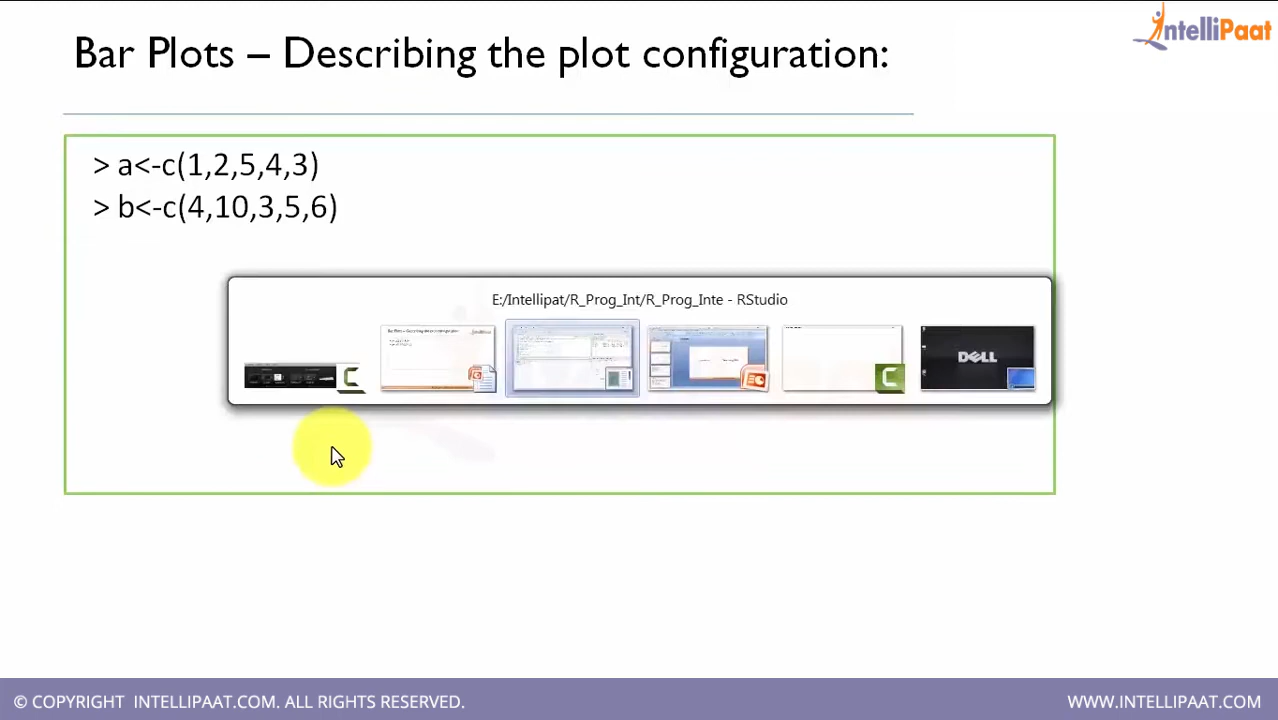 IntelliPaat
Bar Plots – Describing the plot configuration:
> a<-c(1,2,5,4,3)
> b<-c(4,10,3,5,6)
E:/Intellipat/R_Prog_Int/R_Prog_Inte - RStudio
DELL
© COPYRIGHT INTELLIPAAT.COM. ALL RIGHTS RESERVED.
WWW.INTELLIPAAT.COM